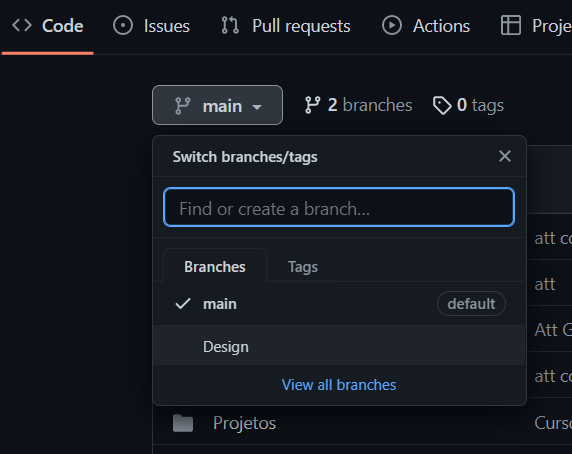 Code Issues Pull requests Actions Proje
main 2 branches 0 tags
Switch branches/tags
Find or create a branch...
Branches Tags
main default
att co
att
Design
Att G
View all branches
att co
Projetos Curso